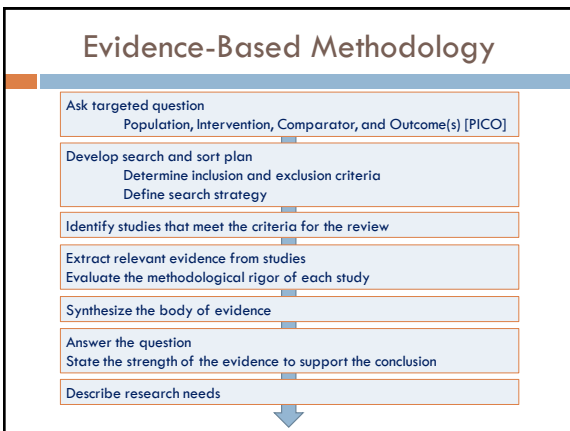 Evidence-Based Methodology
Ask targeted question
Population, Intervention, Comparator, and Outcome(s) [PICO]
Develop search and sort plan
Determine inclusion and exclusion criteria
Define search strategy
Identify studies that meet the criteria for the review
Extract relevant evidence from studies
Evaluate the methodological rigor of each study
Synthesize the body of evidence
Answer the question
State the strength of the evidence to support the conclusion
Describe research needs